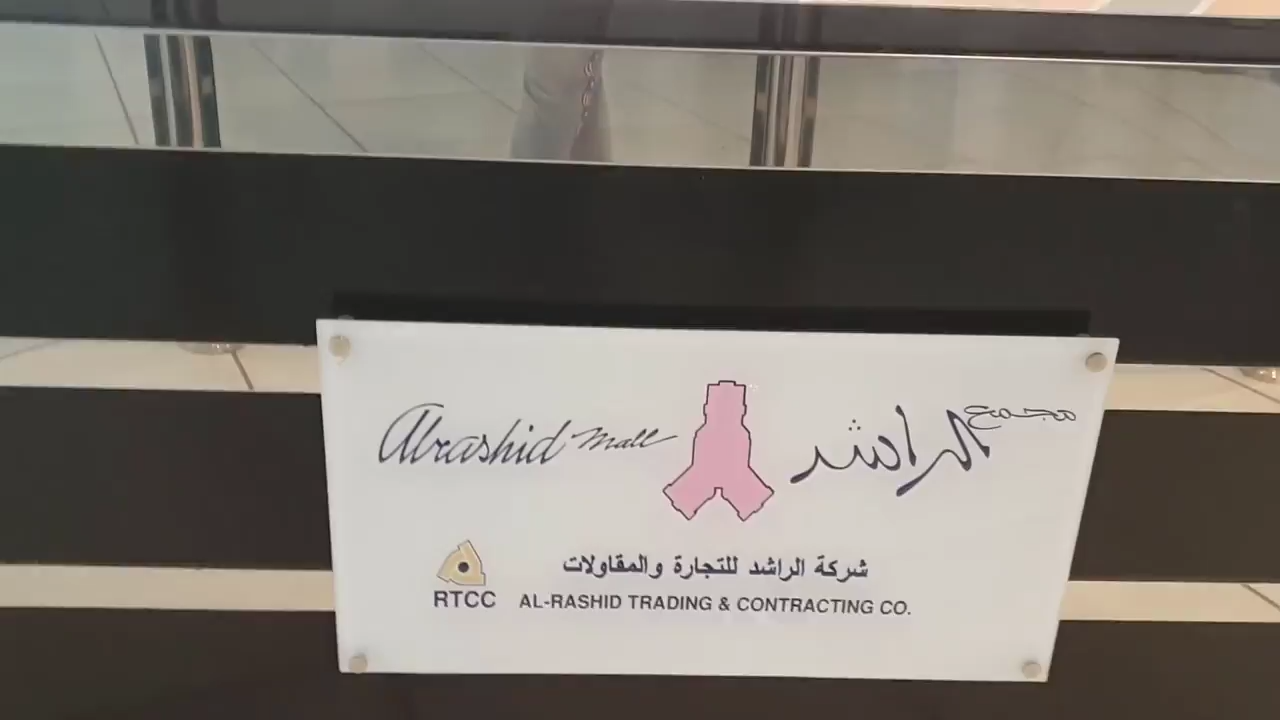 Alrashid Mall
مجمع الراشد
شركة الراشد للتجارة والمقاولات
RTCC AL-RASHID TRADING & CONTRACTING CO.